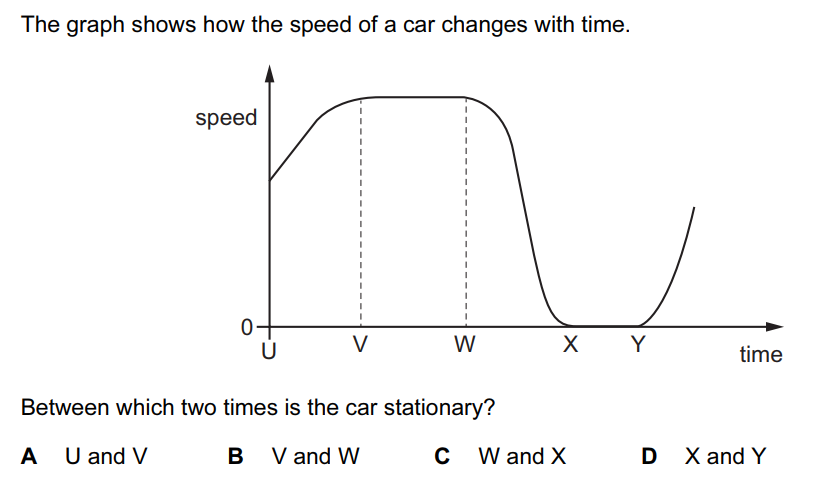 The graph shows how the speed of a car changes with time.
speed
0
U V W X Y
time
Between which two times is the car stationary?
A U and V B V and W C W and X D X and Y